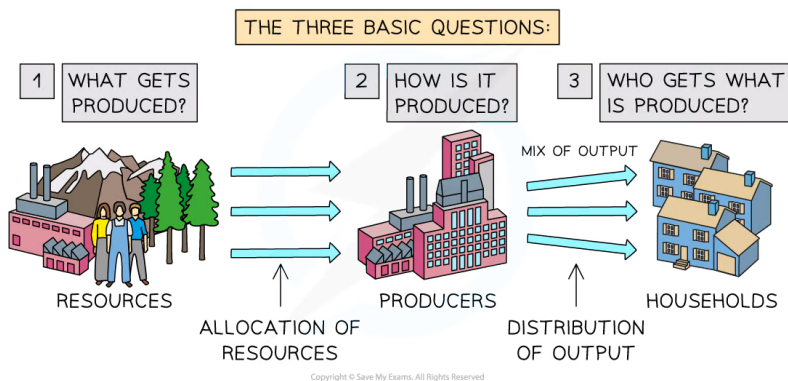 THE THREE BASIC QUESTIONS:
1 WHAT GETS
PRODUCED?
2 HOW IS IT
PRODUCED?
3 WHO GETS WHAT
IS PRODUCED?
MIX OF OUTPUT
RESOURCES
PRODUCERS
HOUSEHOLDS
ALLOCATION OF
RESOURCES
DISTRIBUTION
OF OUTPUT
Copyright © Save My Exams. All Rights Reserved